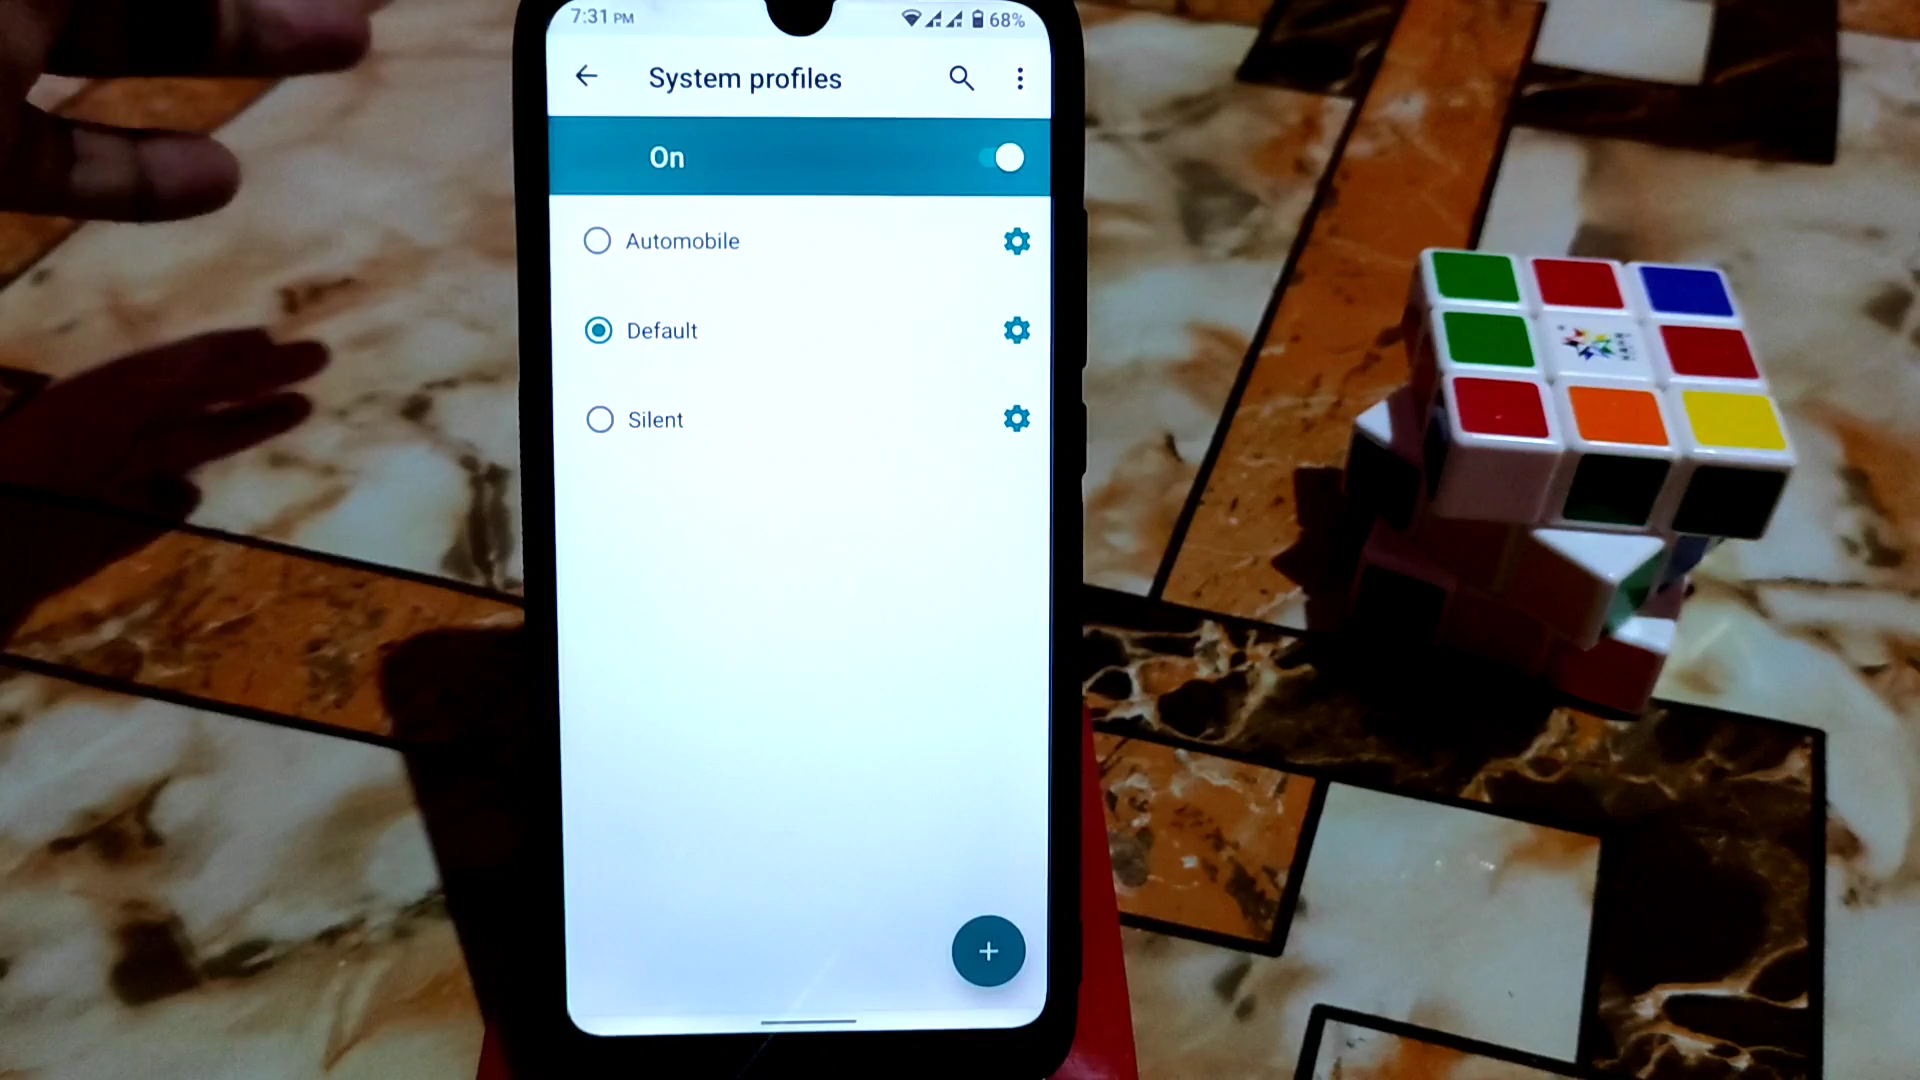 7:31 PM 68%
System profiles
On
Automobile
Default
Silent